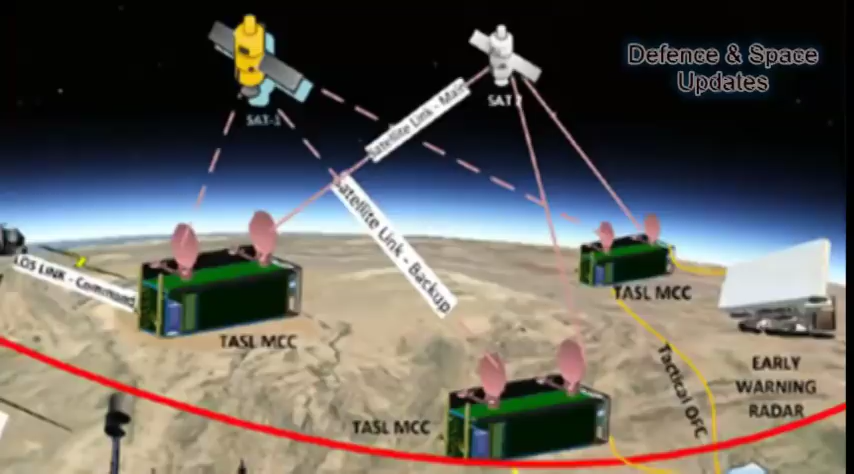 Defence & Space
Updates
SAT-1
SAT
Satellite Link - Main
Satellite Link - Backup
LOS LINK - Command
TASL MCC
TASL MCC
TASL MCC
EARLY
WARNING
RADAR
Tactical OFC